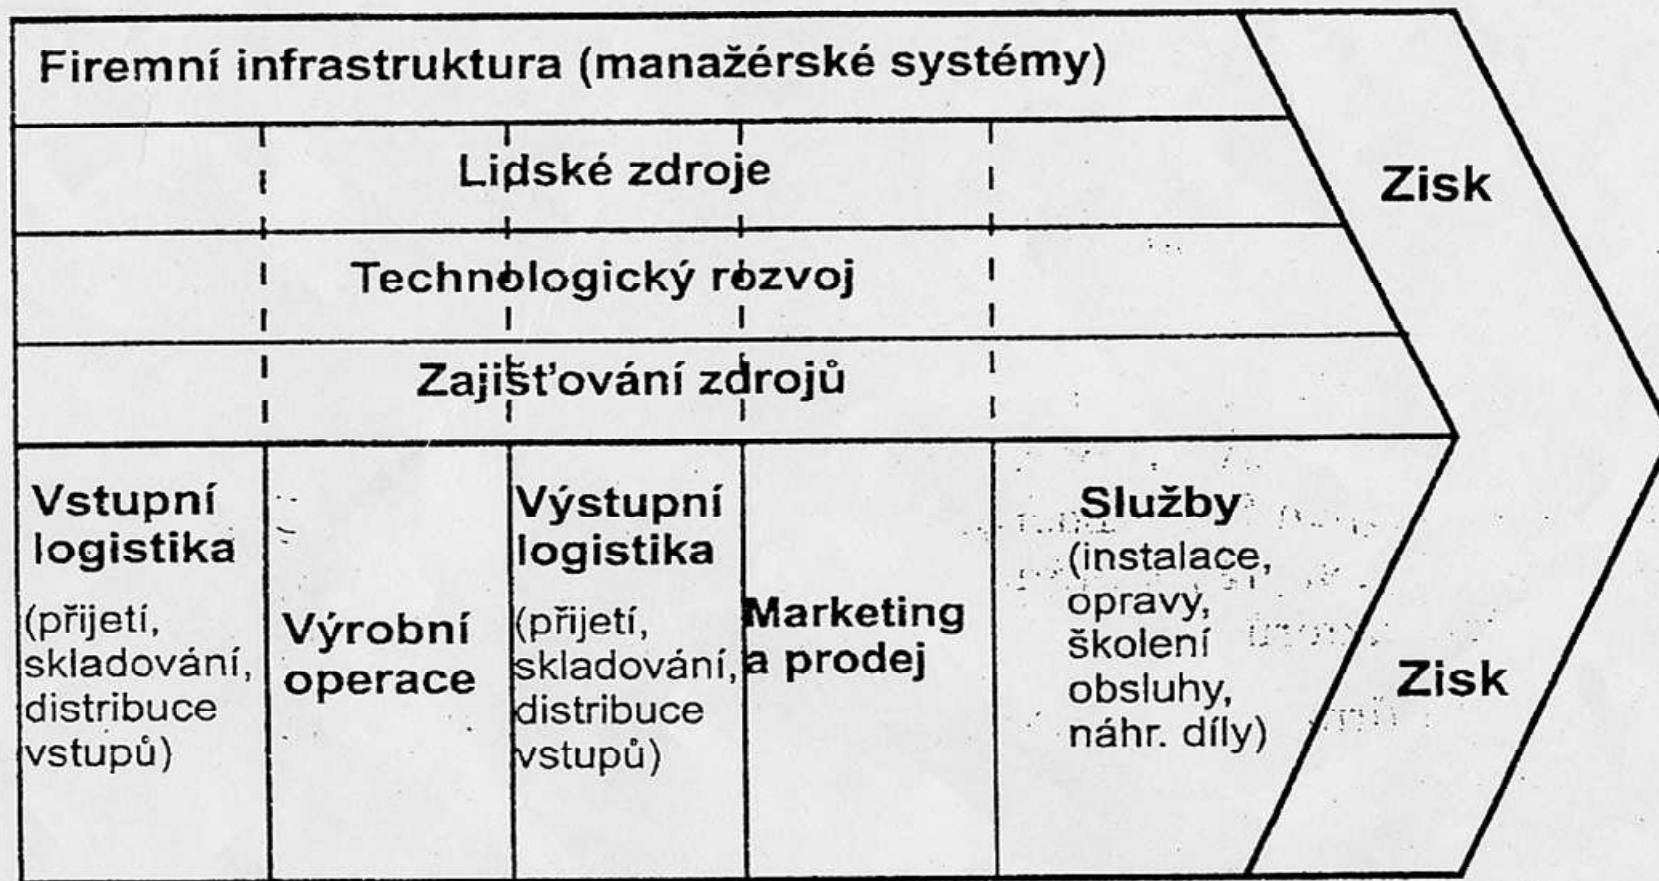 Firemní infrastruktura (manažérské systémy)
Lidské zdroje
Technologický rozvoj
Zajišťování zdrojů
Zisk
Vstupní
logistika
(přijetí,
skladování,
distribuce
vstupů)
Výrobní
operace
Výstupní
logistika
(přijetí,
skladování,
distribuce
vstupů)
Marketing
a prodej
Služby
(instalace,
opravy,
školení
obsluhy,
náhr. díly)
Zisk